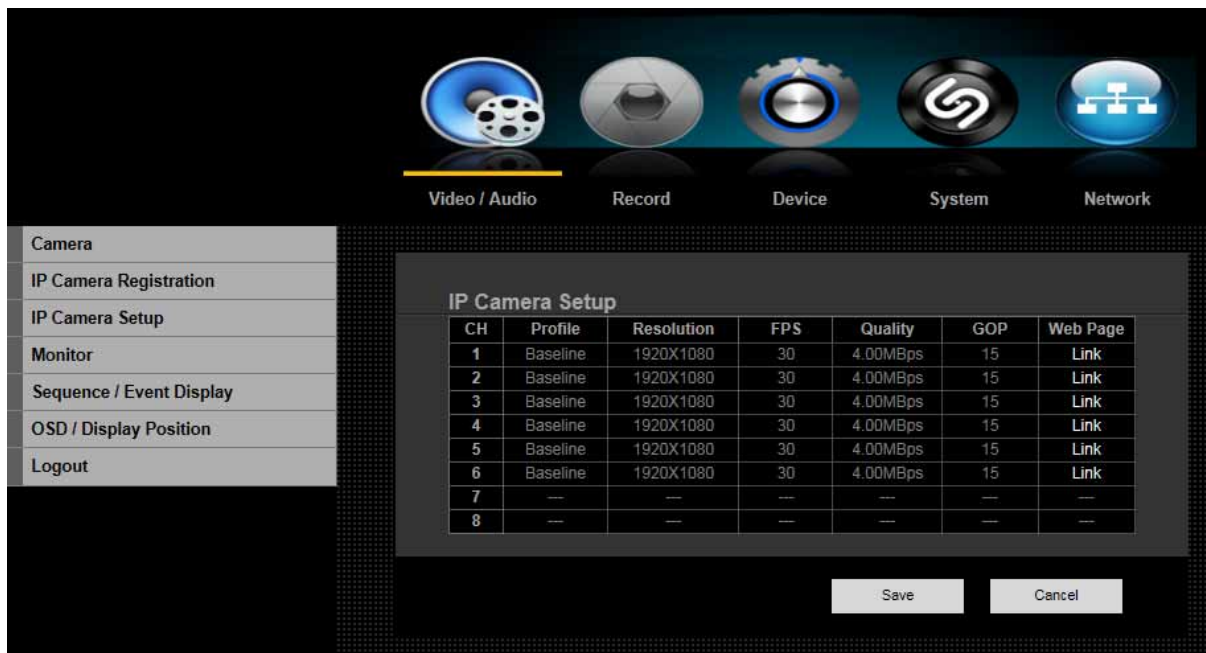 Video / Audio Record Device System Network
Camera
IP Camera Registration
IP Camera Setup
Monitor
Sequence / Event Display
OSD / Display Position
Logout
IP Camera Setup
CH Profile Resolution FPS Quality GOP Web Page
1 Baseline 1920X1080 30 4.00MBps 15 Link
2 Baseline 1920X1080 30 4.00MBps 15 Link
3 Baseline 1920X1080 30 4.00MBps 15 Link
4 Baseline 1920X1080 30 4.00MBps 15 Link
5 Baseline 1920X1080 30 4.00MBps 15 Link
6 Baseline 1920X1080 30 4.00MBps 15 Link
7 --- --- --- --- --- ---
8 --- --- --- --- --- ---
Save Cancel